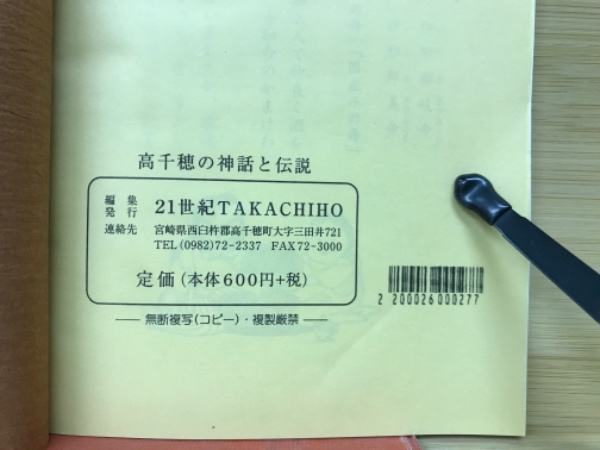 高千穂の神話と伝説
編集
発行 21世紀TAKACHIHO
連絡先 宮崎県西臼杵郡高千穂町大字三田井721
TEL(0982)72-2337 FAX72-3000
定価(本体600円+税)
無断複写(コピー)・複製厳禁
2 200026000277